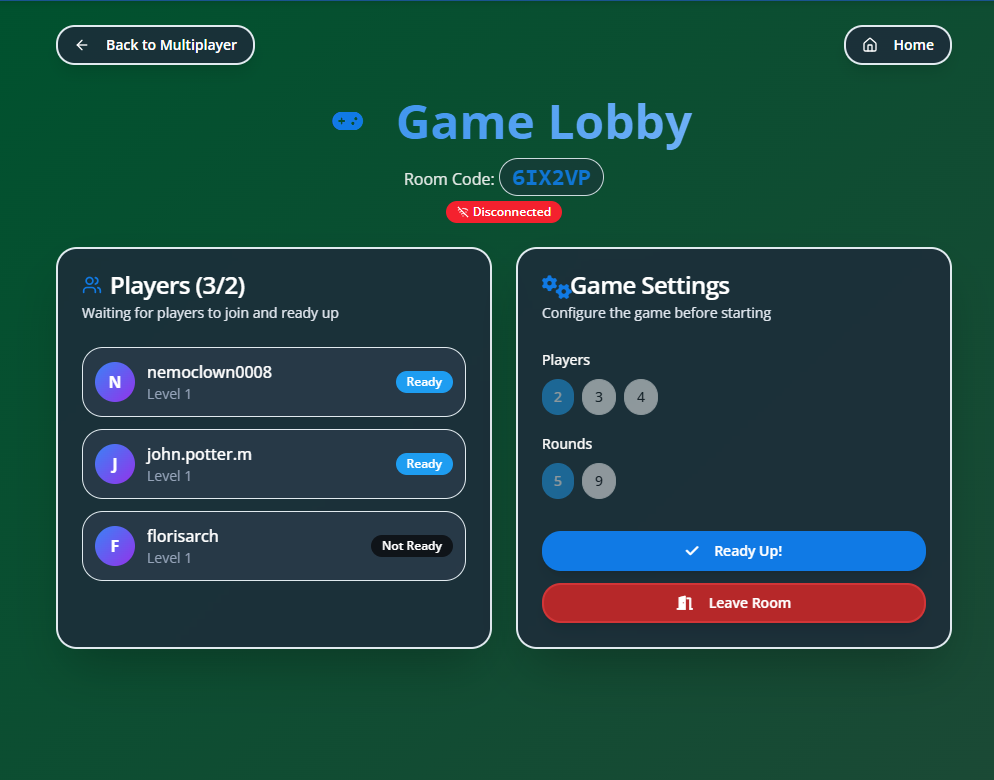 Back to Multiplayer
Home
Game Lobby
Room Code: 6IX2VP
Disconnected
Players (3/2)
Waiting for players to join and ready up
N
nemoclown0008
Level 1
Ready
J
john.potter.m
Level 1
Ready
F
florisarch
Level 1
Not Ready
Game Settings
Configure the game before starting
Players
2 3 4
Rounds
5 9
Ready Up!
Leave Room